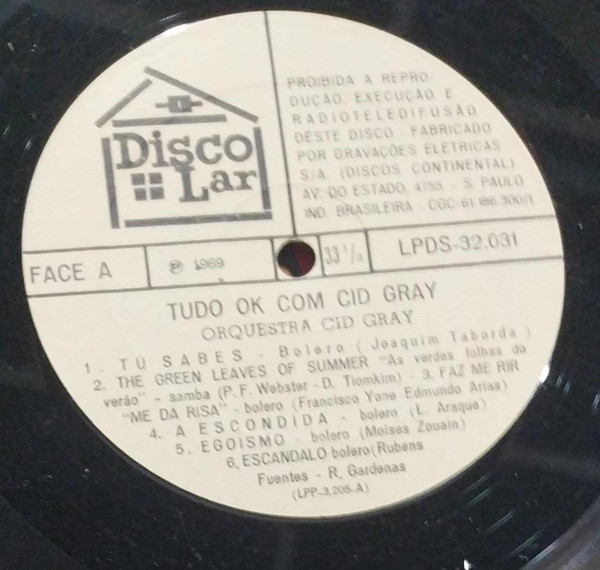 Disco
Lar
PROIBIDA A REPRO-
DUÇÃO, EXECUÇÃO E
RADIOTELEDIFUSÃO
DESTE DISCO - FABRICADO
POR GRAVAÇÕES ELÉTRICAS
S/A. (DISCOS CONTINENTAL)
AV. DO ESTADO, 4755 - S. PAULO
IND. BRASILEIRA - CGC-61.186.300/1
FACE A
℗ 1969
33 1/3
LPDS-32.031
TUDO OK COM CID GRAY
ORQUESTRA CID GRAY
1. TÚ SABES - Bolero (Joaquim Taborda)
2. THE GREEN LEAVES OF SUMMER "As verdes folhas do
verão" - samba (P. F. Webster - D. Tiomkim) - 3. FAZ ME RIR
"ME DA RISA" - bolero (Francisco Yone-Edmundo Arias)
4. A ESCONDIDA - bolero (L. Araque)
5. EGOISMO - bolero (Moises Zouain)
6. ESCANDALO bolero (Rubens
Fuentes - R. Gardenas
(LPP-3.205-A)